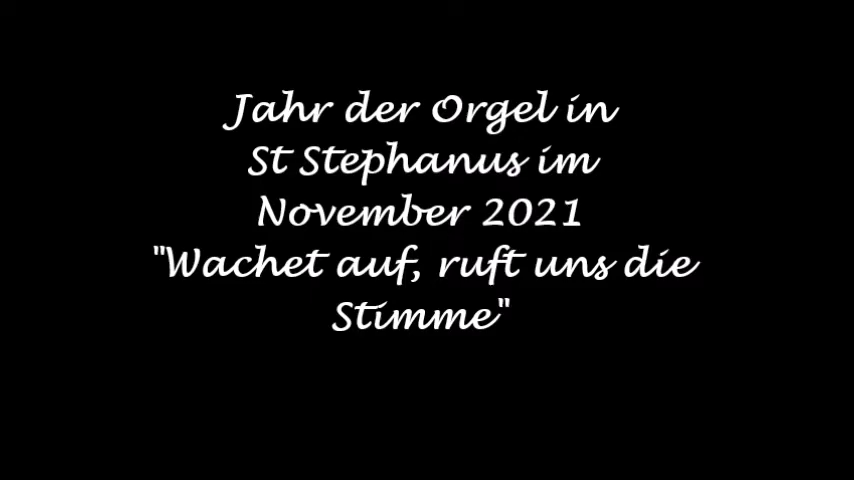 Jahr der Orgel in
St Stephanus im
November 2021
"Wachet auf, ruft uns die
Stimme"